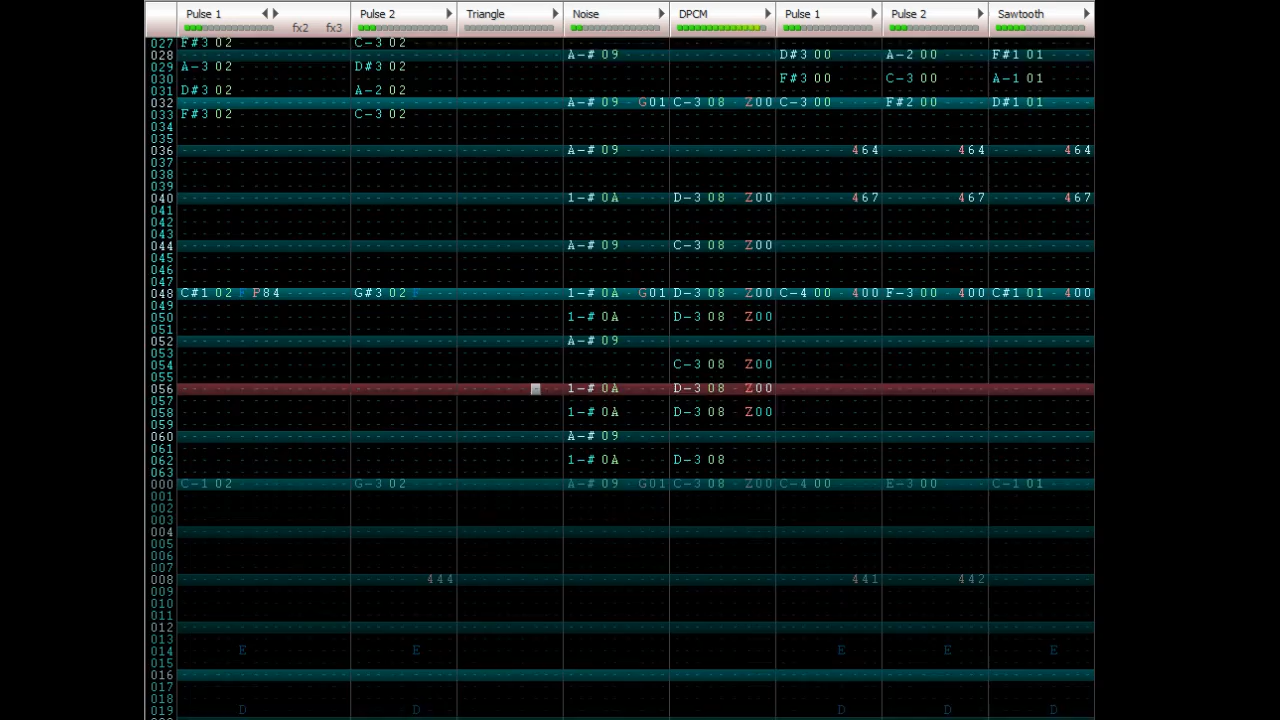 Pulse 1 Pulse 2 Triangle Noise DPCM Pulse 1 Pulse 2 Sawtooth
fx2 fx3
027 F#3 02 C-3 02
028 A-# 09 D#3 00 A-2 00 F#1 01
029 A-3 02 D#3 02
030 F#3 00 C-3 00 A-1 01
031 D#3 02 A-2 02
032 A-# 09 G01 C-3 08 Z00 C-3 00 F#2 00 D#1 01
033 F#3 02 C-3 02
034
035
036 A-# 09 464 464 464
037
038
039
040 1-# 0A D-3 08 Z00 467 467 467
041
042
043
044 A-# 09 C-3 08 Z00
045
046
047
048 C#1 02 F P84 G#3 02 F 1-# 0A G01 D-3 08 Z00 C-4 00 400 F-3 00 400 C#1 01 400
049
050 1-# 0A D-3 08 Z00
051
052 A-# 09
053
054 C-3 08 Z00
055
056 1-# 0A D-3 08 Z00
057
058 1-# 0A D-3 08 Z00
059
060 A-# 09
061
062 1-# 0A D-3 08
063
000 C-1 02 G-3 02 A-# 09 G01 C-3 08 Z00 C-4 00 E-3 00 C-1 01
001
002
003
004
005
006
007
008 444 441 442
009
010
011
012
013
014 E E E E E
015
016
017
018
019 D D D D D